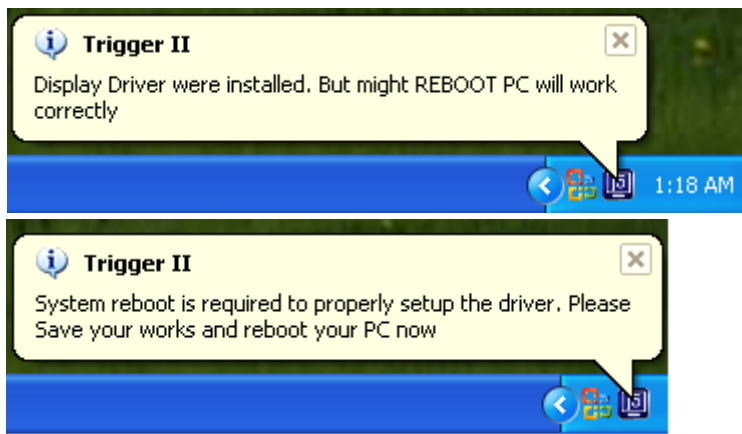 Trigger II
Display Driver were installed. But might REBOOT PC will work
correctly
1:18 AM
Trigger II
System reboot is required to properly setup the driver. Please
Save your works and reboot your PC now